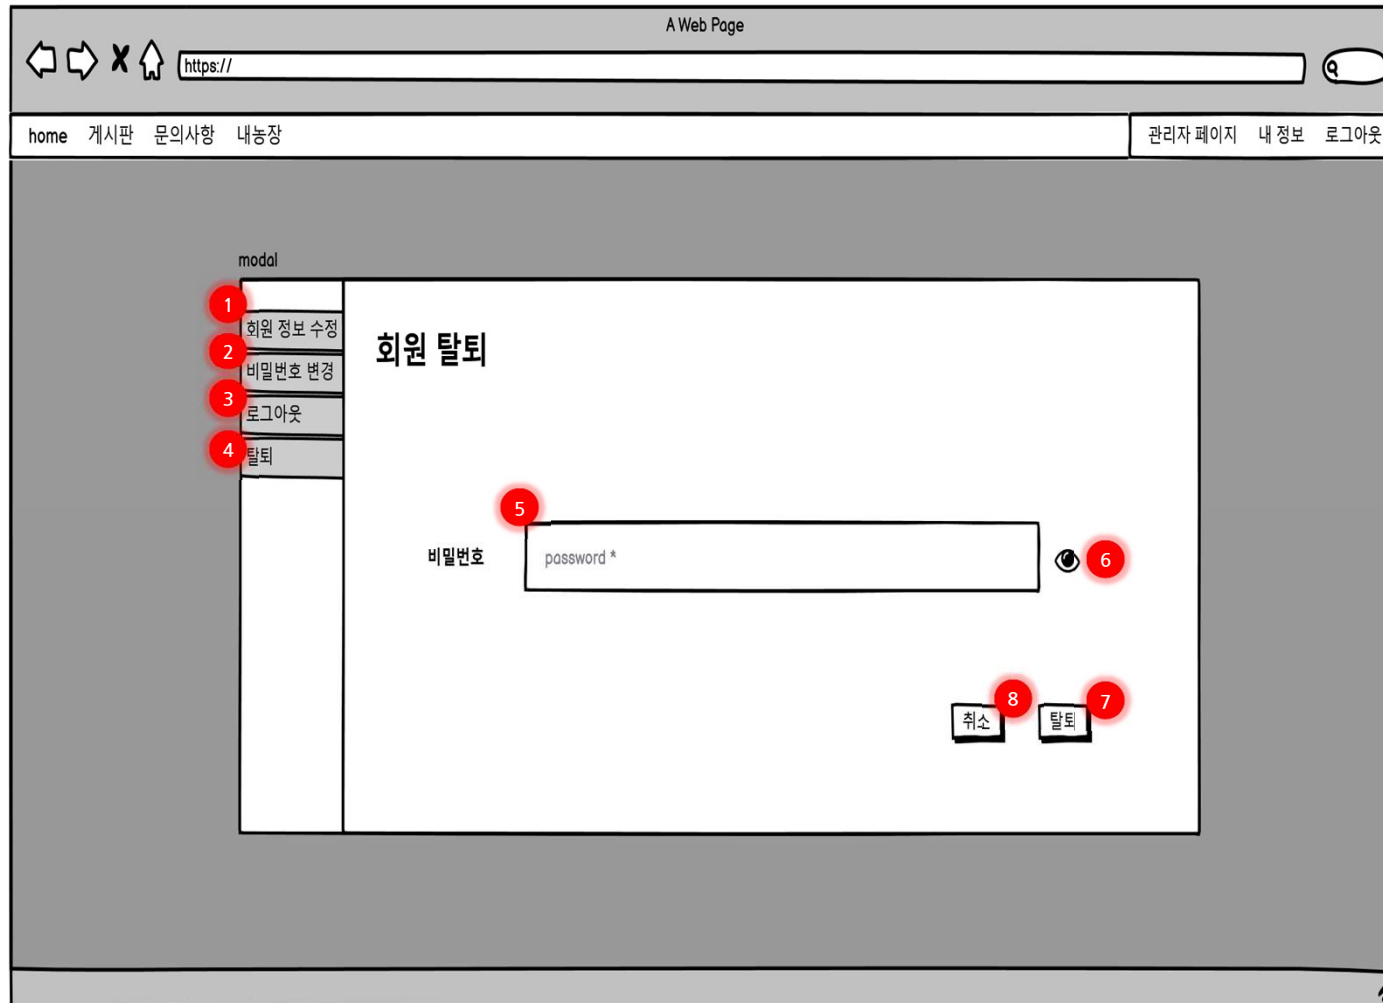 A Web Page
https://
home 게시판 문의사항 내농장 관리자 페이지 내 정보 로그아웃
modal
1
회원 정보 수정
2
비밀번호 변경
3
로그아웃
4
탈퇴
회원 탈퇴
5
비밀번호 password *
6
8
7
취소 탈퇴